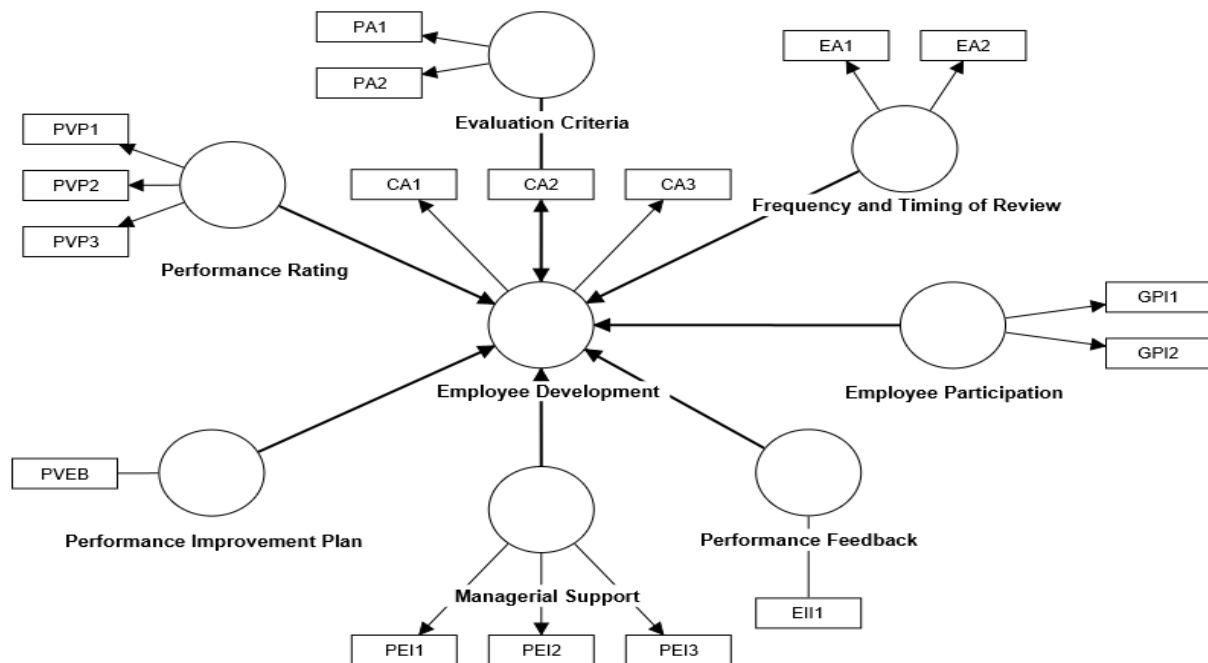 PA1
EA1
EA2
PA2
Evaluation Criteria
PVP1
PVP2
CA1
CA2
CA3
Frequency and Timing of Review
PVP3
Performance Rating
GPI1
GPI2
Employee Development
Employee Participation
PVEB
Performance Improvement Plan
Performance Feedback
Managerial Support
EII1
PEI1
PEI2
PEI3